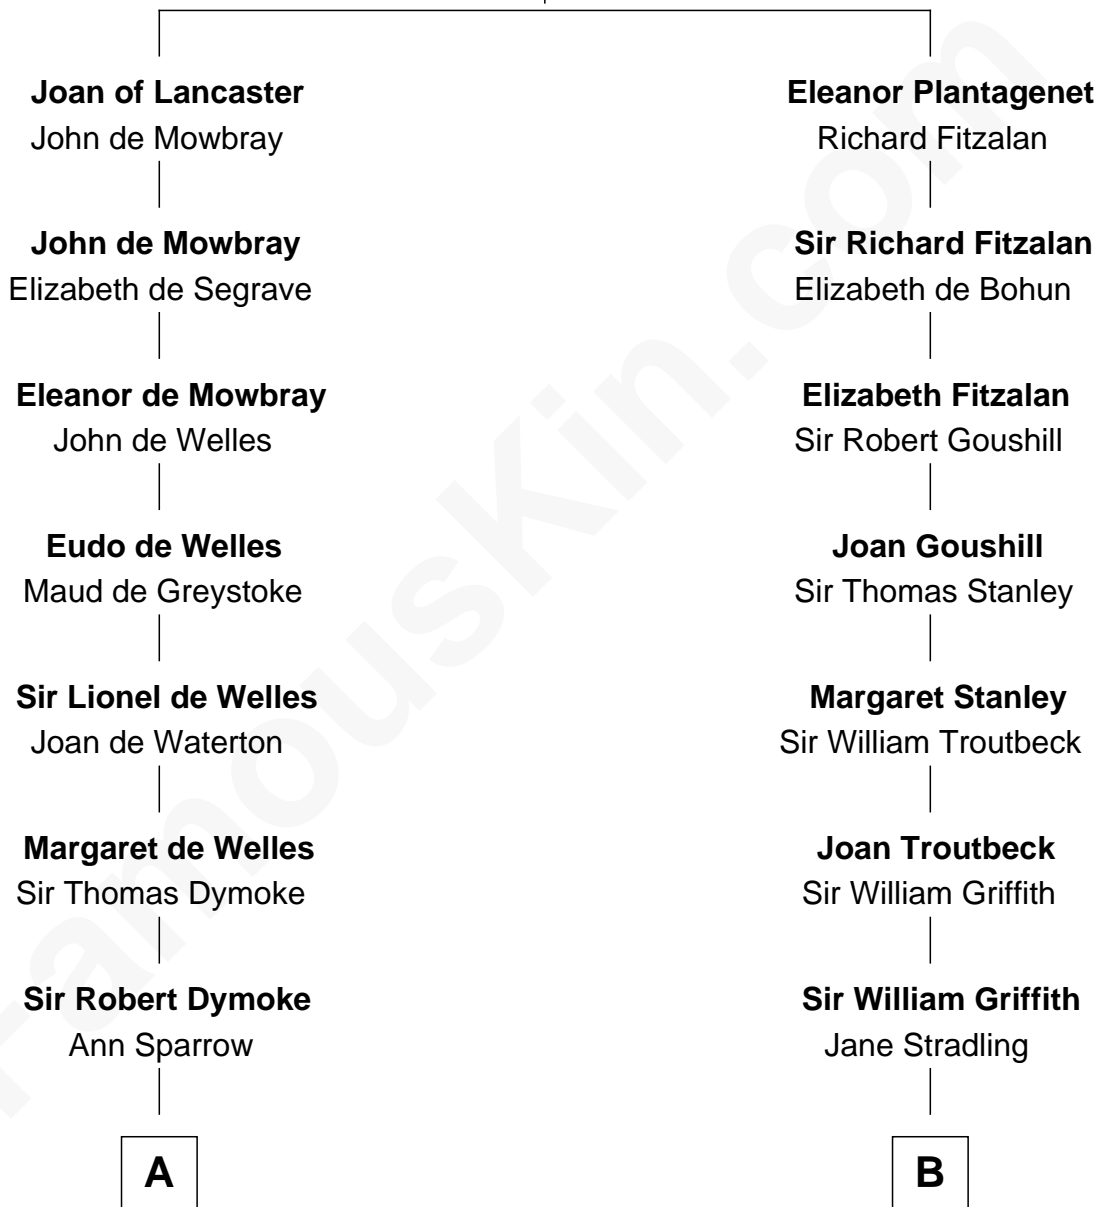 Joan of Lancaster
John de Mowbray
John de Mowbray
Elizabeth de Segrave
Eleanor de Mowbray
John de Welles
Eudo de Welles
Maud de Greystoke
Sir Lionel de Welles
Joan de Waterton
Margaret de Welles
Sir Thomas Dymoke
Sir Robert Dymoke
Ann Sparrow
A
Eleanor Plantagenet
Richard Fitzalan
Sir Richard Fitzalan
Elizabeth de Bohun
Elizabeth Fitzalan
Sir Robert Goushill
Joan Goushill
Sir Thomas Stanley
Margaret Stanley
Sir William Troutbeck
Joan Troutbeck
Sir William Griffith
Sir William Griffith
Jane Stradling
B
FamousKin.com